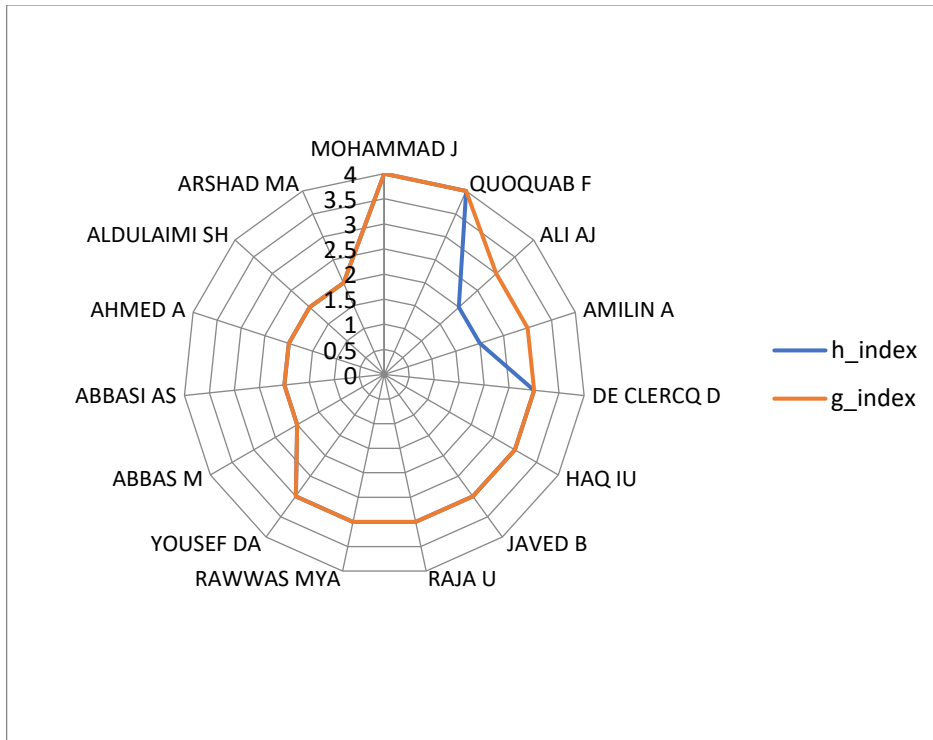 MOHAMMAD J
QUOQUAB F
ALI AJ
AMILIN A
DE CLERCQ D
HAQ IU
JAVED B
RAJA U
RAWWAS MYA
YOUSEF DA
ABBAS M
ABBASI AS
AHMED A
ALDULAIMI SH
ARSHAD MA
4
3.5
3
2.5
2
1.5
1
0.5
0
h_index
g_index